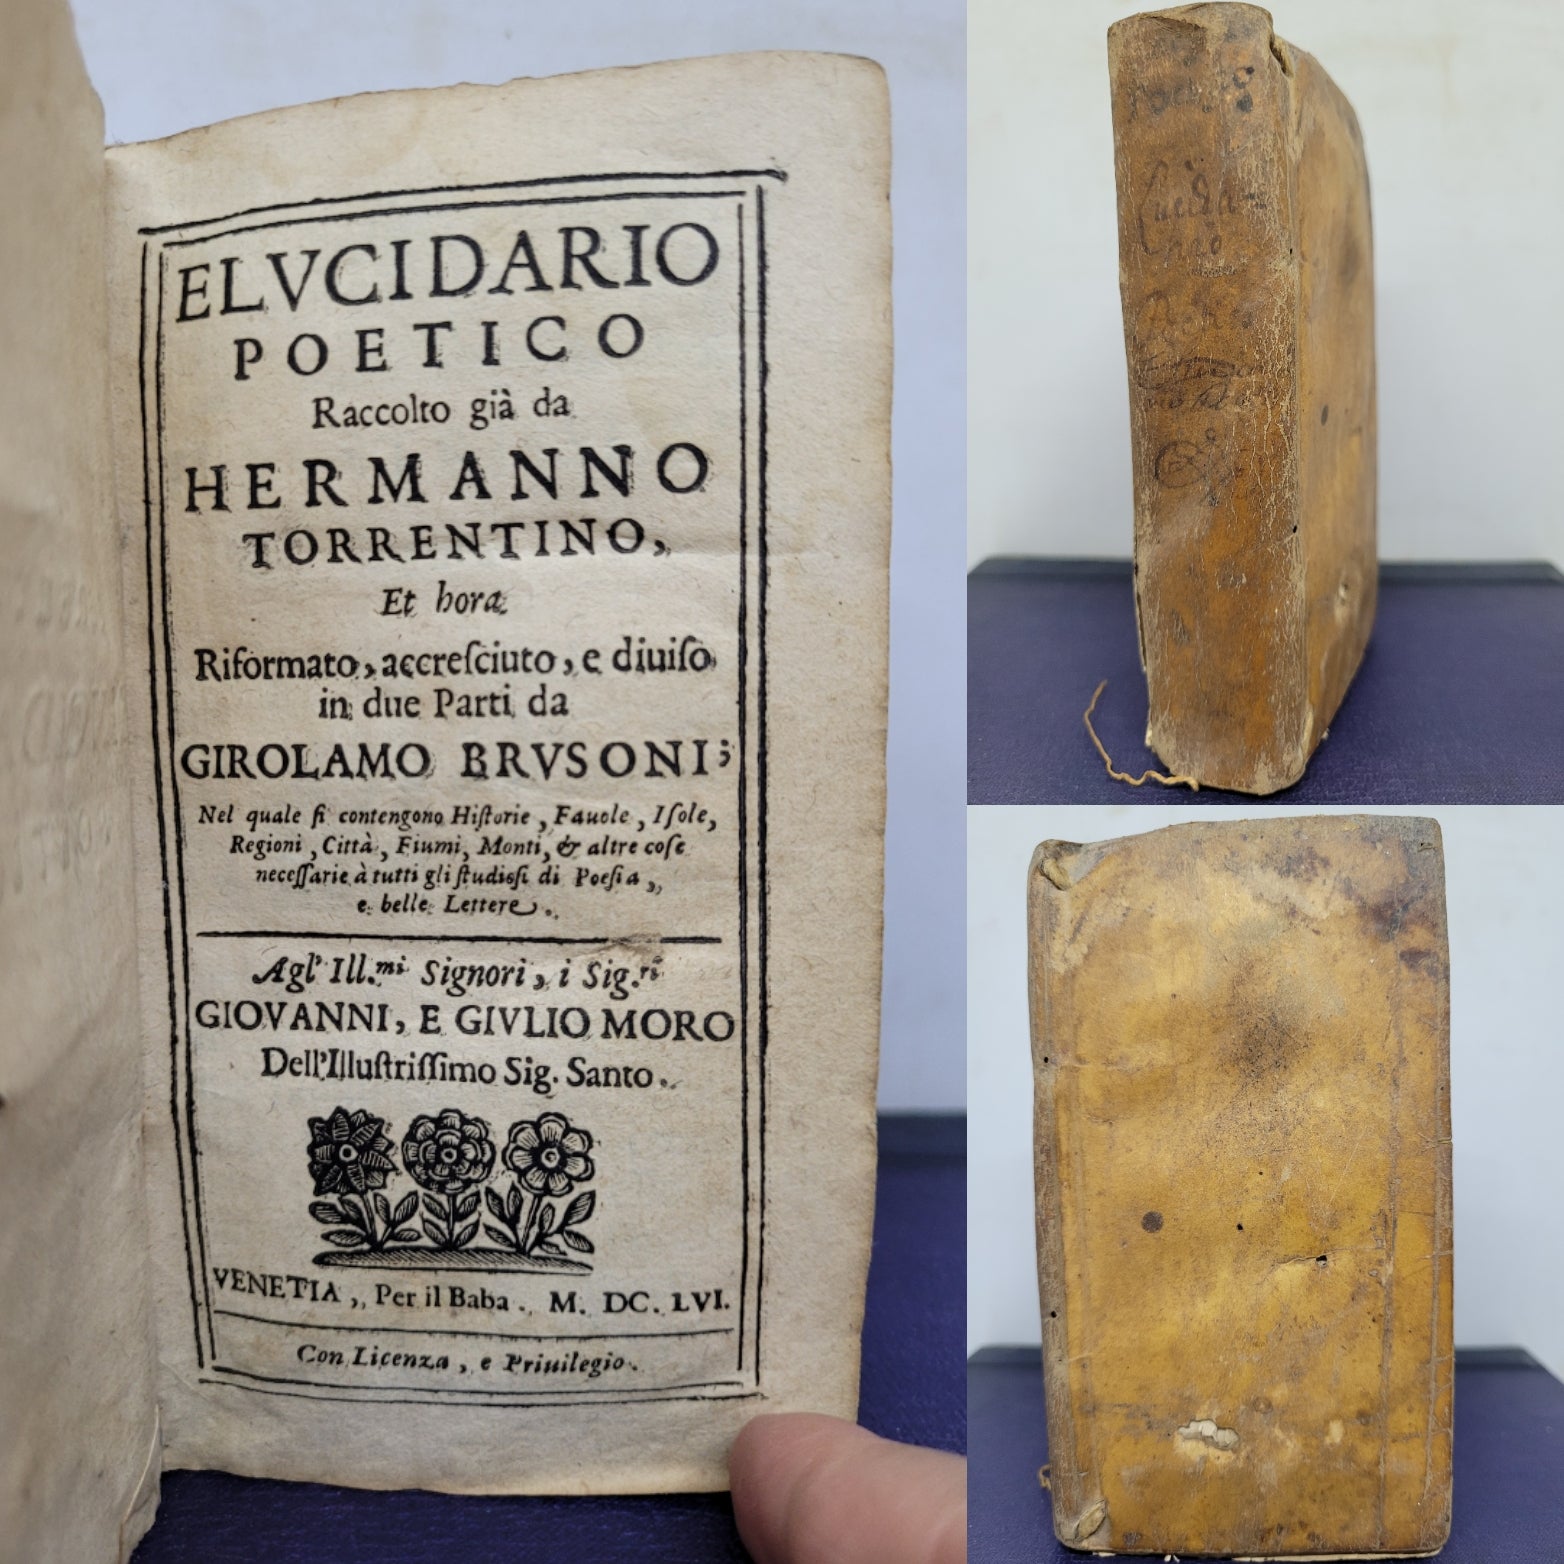 ELVCIDARIO
POETICO
Raccolto già da
HERMANNO
TORRENTINO,
Et hora
Riformato, accreſciuto, e diuiſo
in due Parti da
GIROLAMO BRVSONI;
Nel quale ſi contengono Hiſtorie, Fauole, Iſole,
Regioni, Città, Fiumi, Monti, & altre coſe
neceſſarie à tutti gli ſtudioſi di Poeſia,
e belle Lettere.
Agl' Ill.mi Signori, i Sig.ri
GIOVANNI, E GIVLIO MORO
Dell'Illuſtriſſimo Sig. Santo.
VENETIA, Per il Baba. M. DC. LVI.
Con Licenza, e Priuilegio.